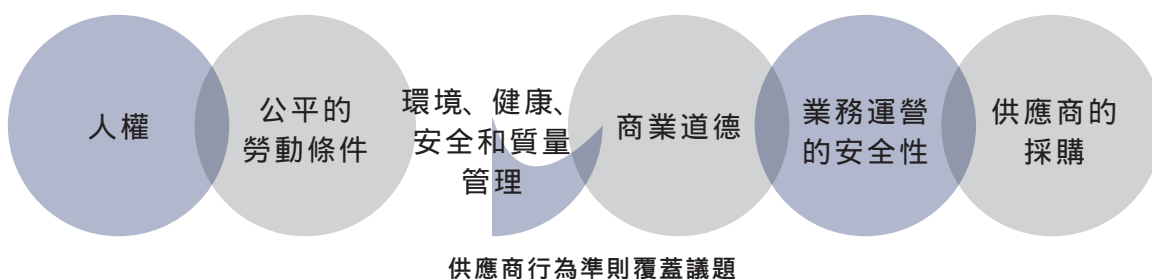 人權
公平的
勞動條件
環境、健康、
安全和質量
管理
商業道德
業務運營
的安全性
供應商的
採購
供應商行為準則覆蓋議題